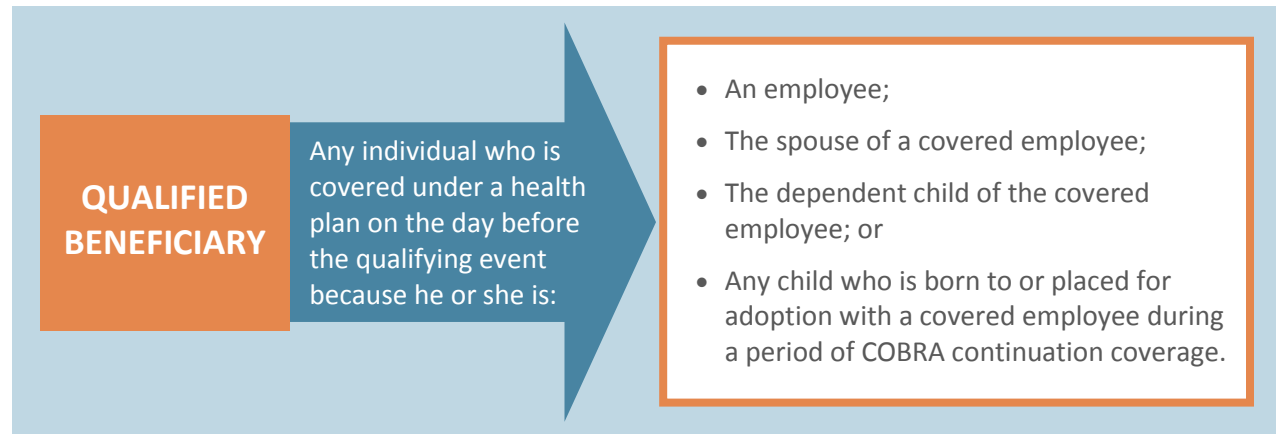 QUALIFIED
BENEFICIARY
Any individual who is
covered under a health
plan on the day before
the qualifying event
because he or she is:
• An employee;
• The spouse of a covered employee;
• The dependent child of the covered
employee; or
• Any child who is born to or placed for
adoption with a covered employee during
a period of COBRA continuation coverage.